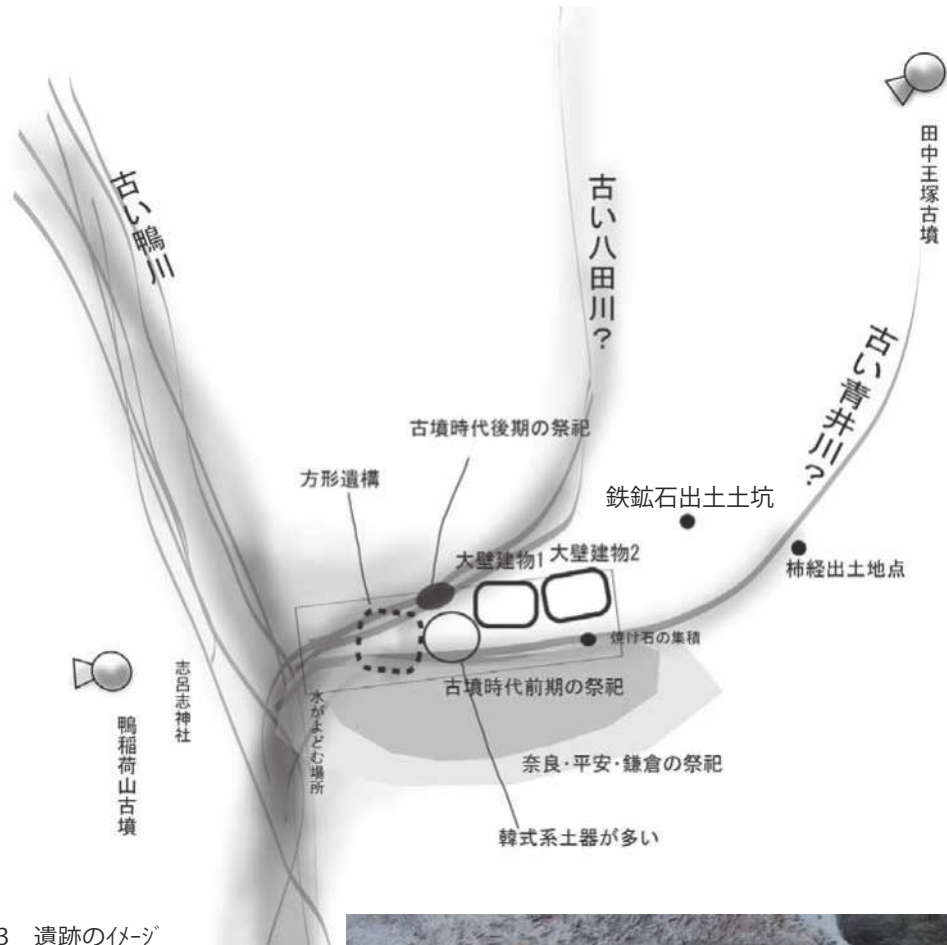 田中王塚古墳
古い鴨川
古い八田川？
古い青井川？
古墳時代後期の祭祀
方形遺構
鉄鉱石出土土坑
大壁建物1
大壁建物2
柿経出土地点
焼け石の集積
古墳時代前期の祭祀
志呂志神社
水がよどむ場所
鴨稲荷山古墳
奈良・平安・鎌倉の祭祀
韓式系土器が多い
3　遺跡のｲﾒｰｼﾞ